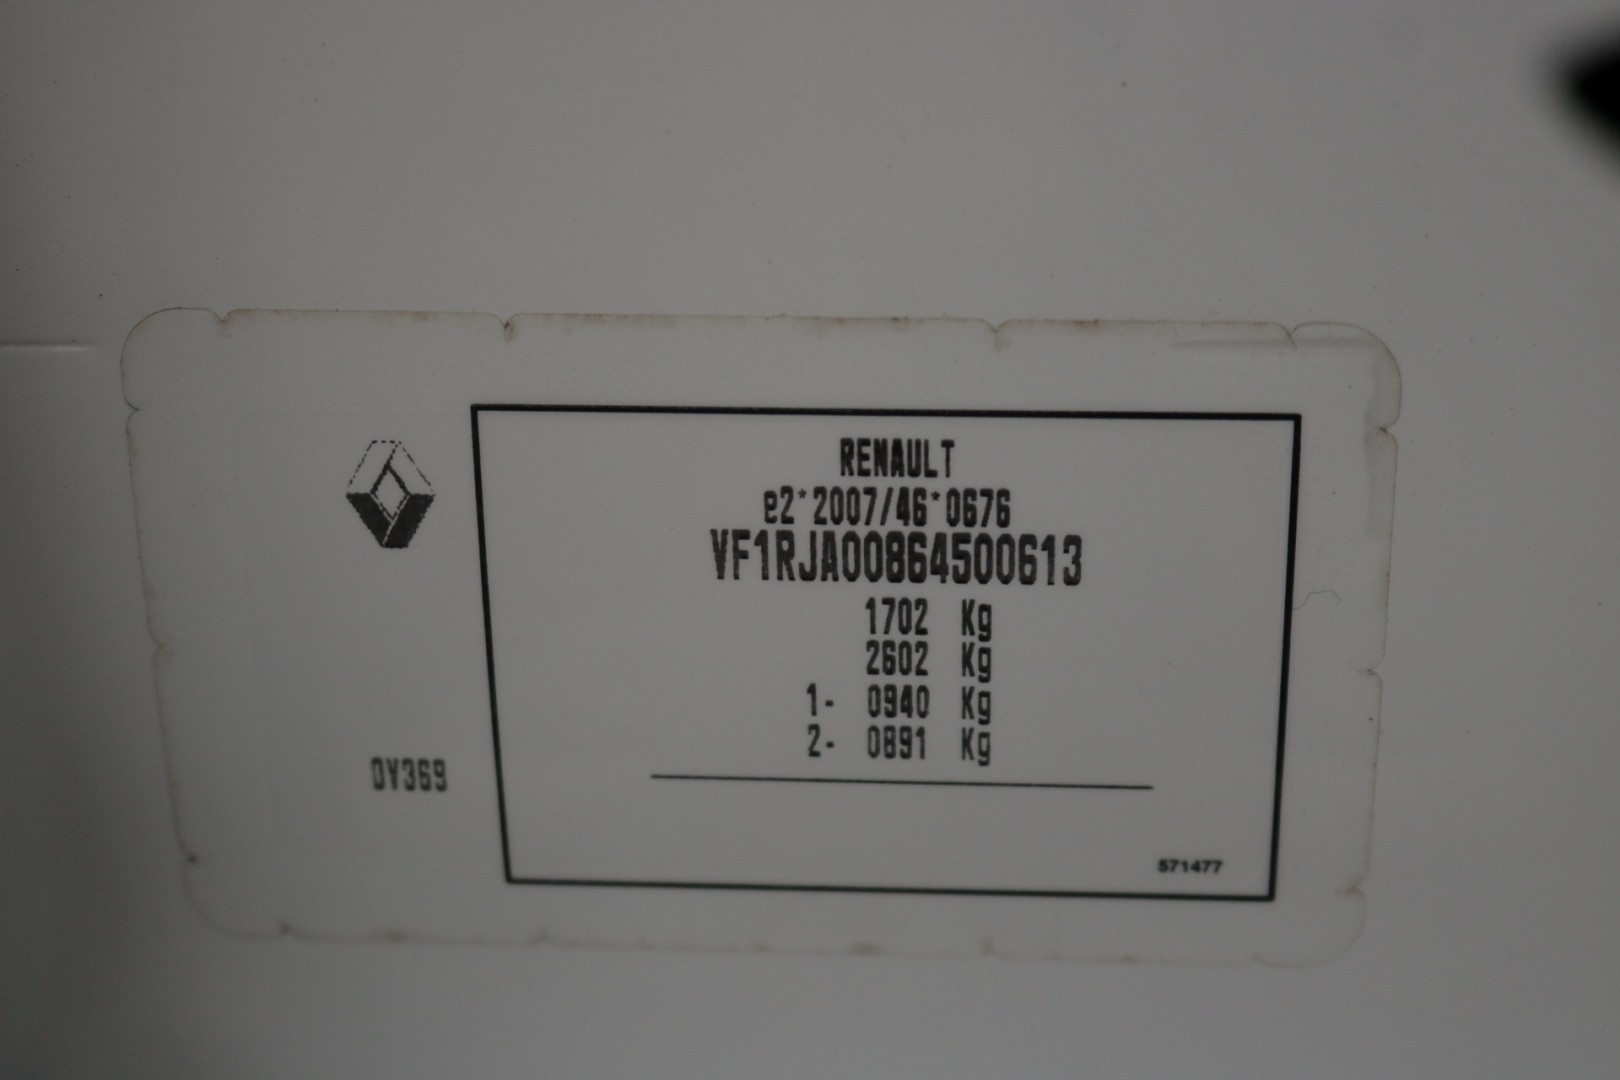 RENAULT
e2*2007/46*0676
VF1RJA00864500613
1702 Kg
2602 Kg
1- 0940 Kg
2- 0891 Kg
0V369
571477